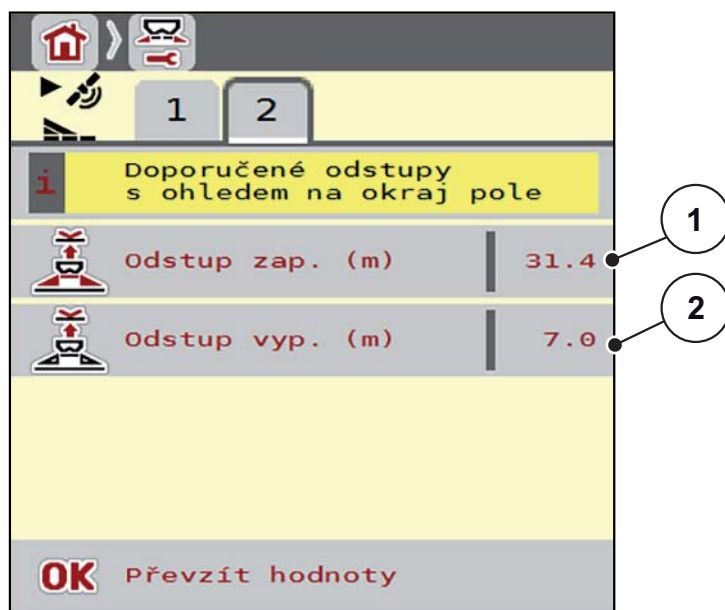 1
2
i
Doporučené odstupy
s ohledem na okraj pole
Odstup zap. (m)
31.4
1
Odstup vyp. (m)
7.0
2
OK Převzít hodnoty